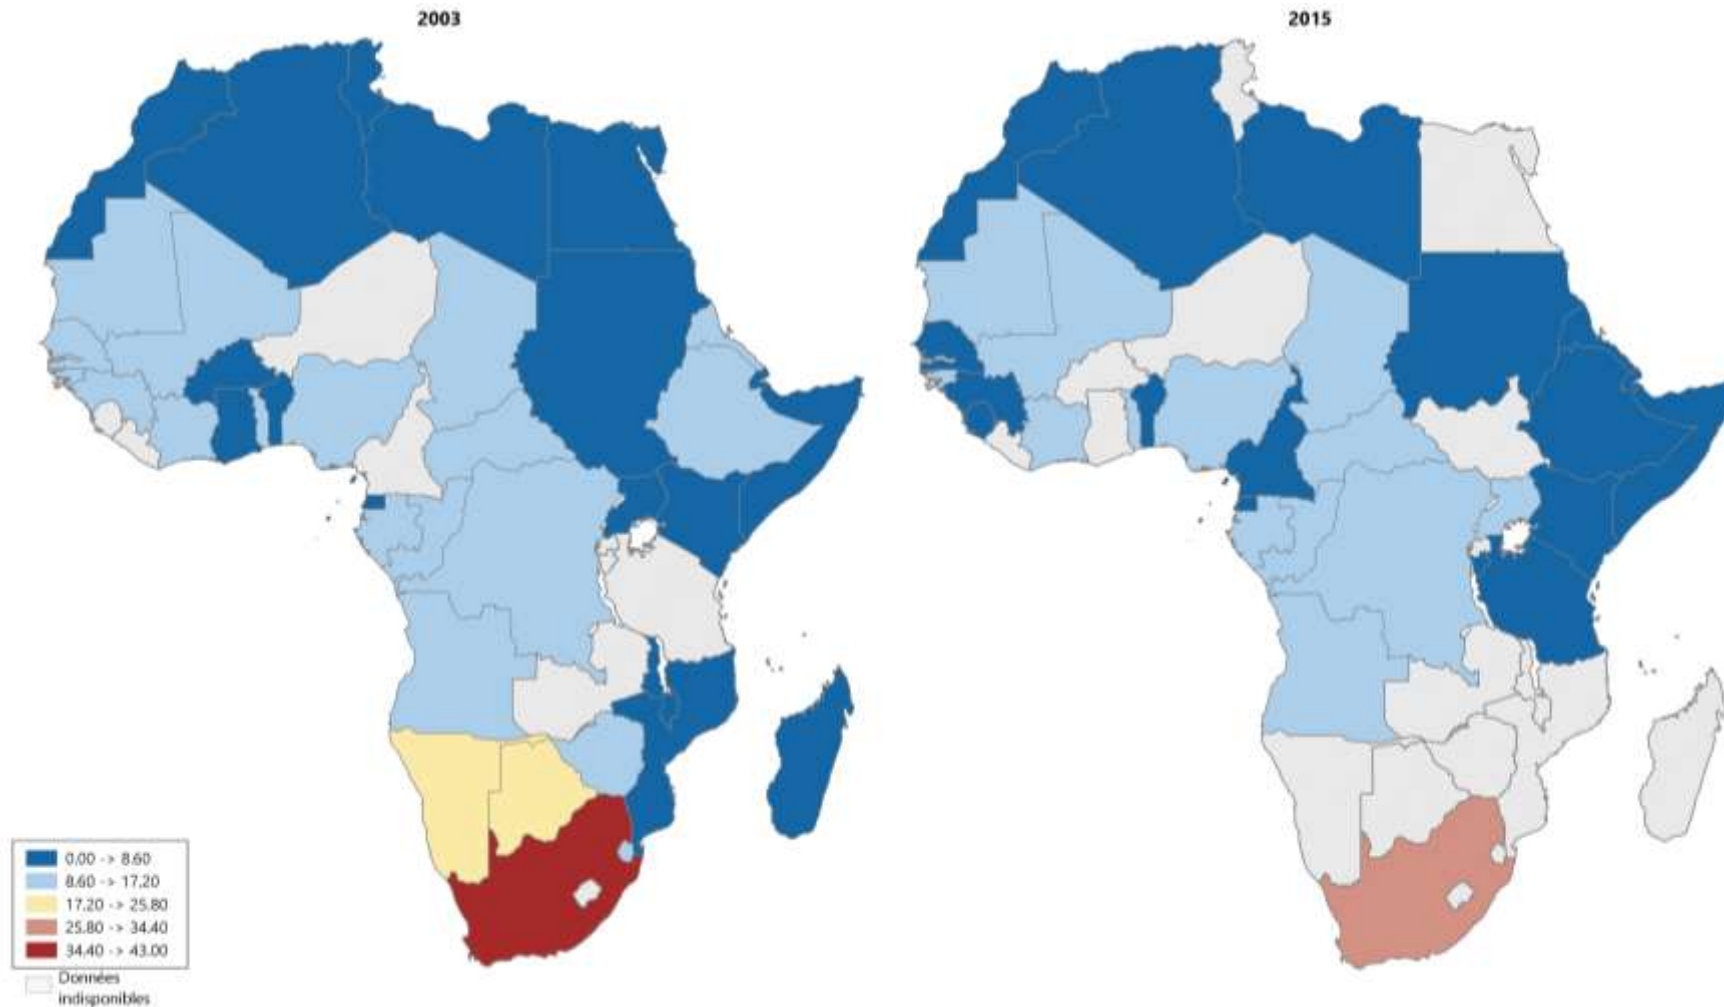 2003
2015
0.00 -> 8.60
8.60 -> 17.20
17.20 -> 25.80
25.80 -> 34.40
34.40 -> 43.00
Données
indisponibles